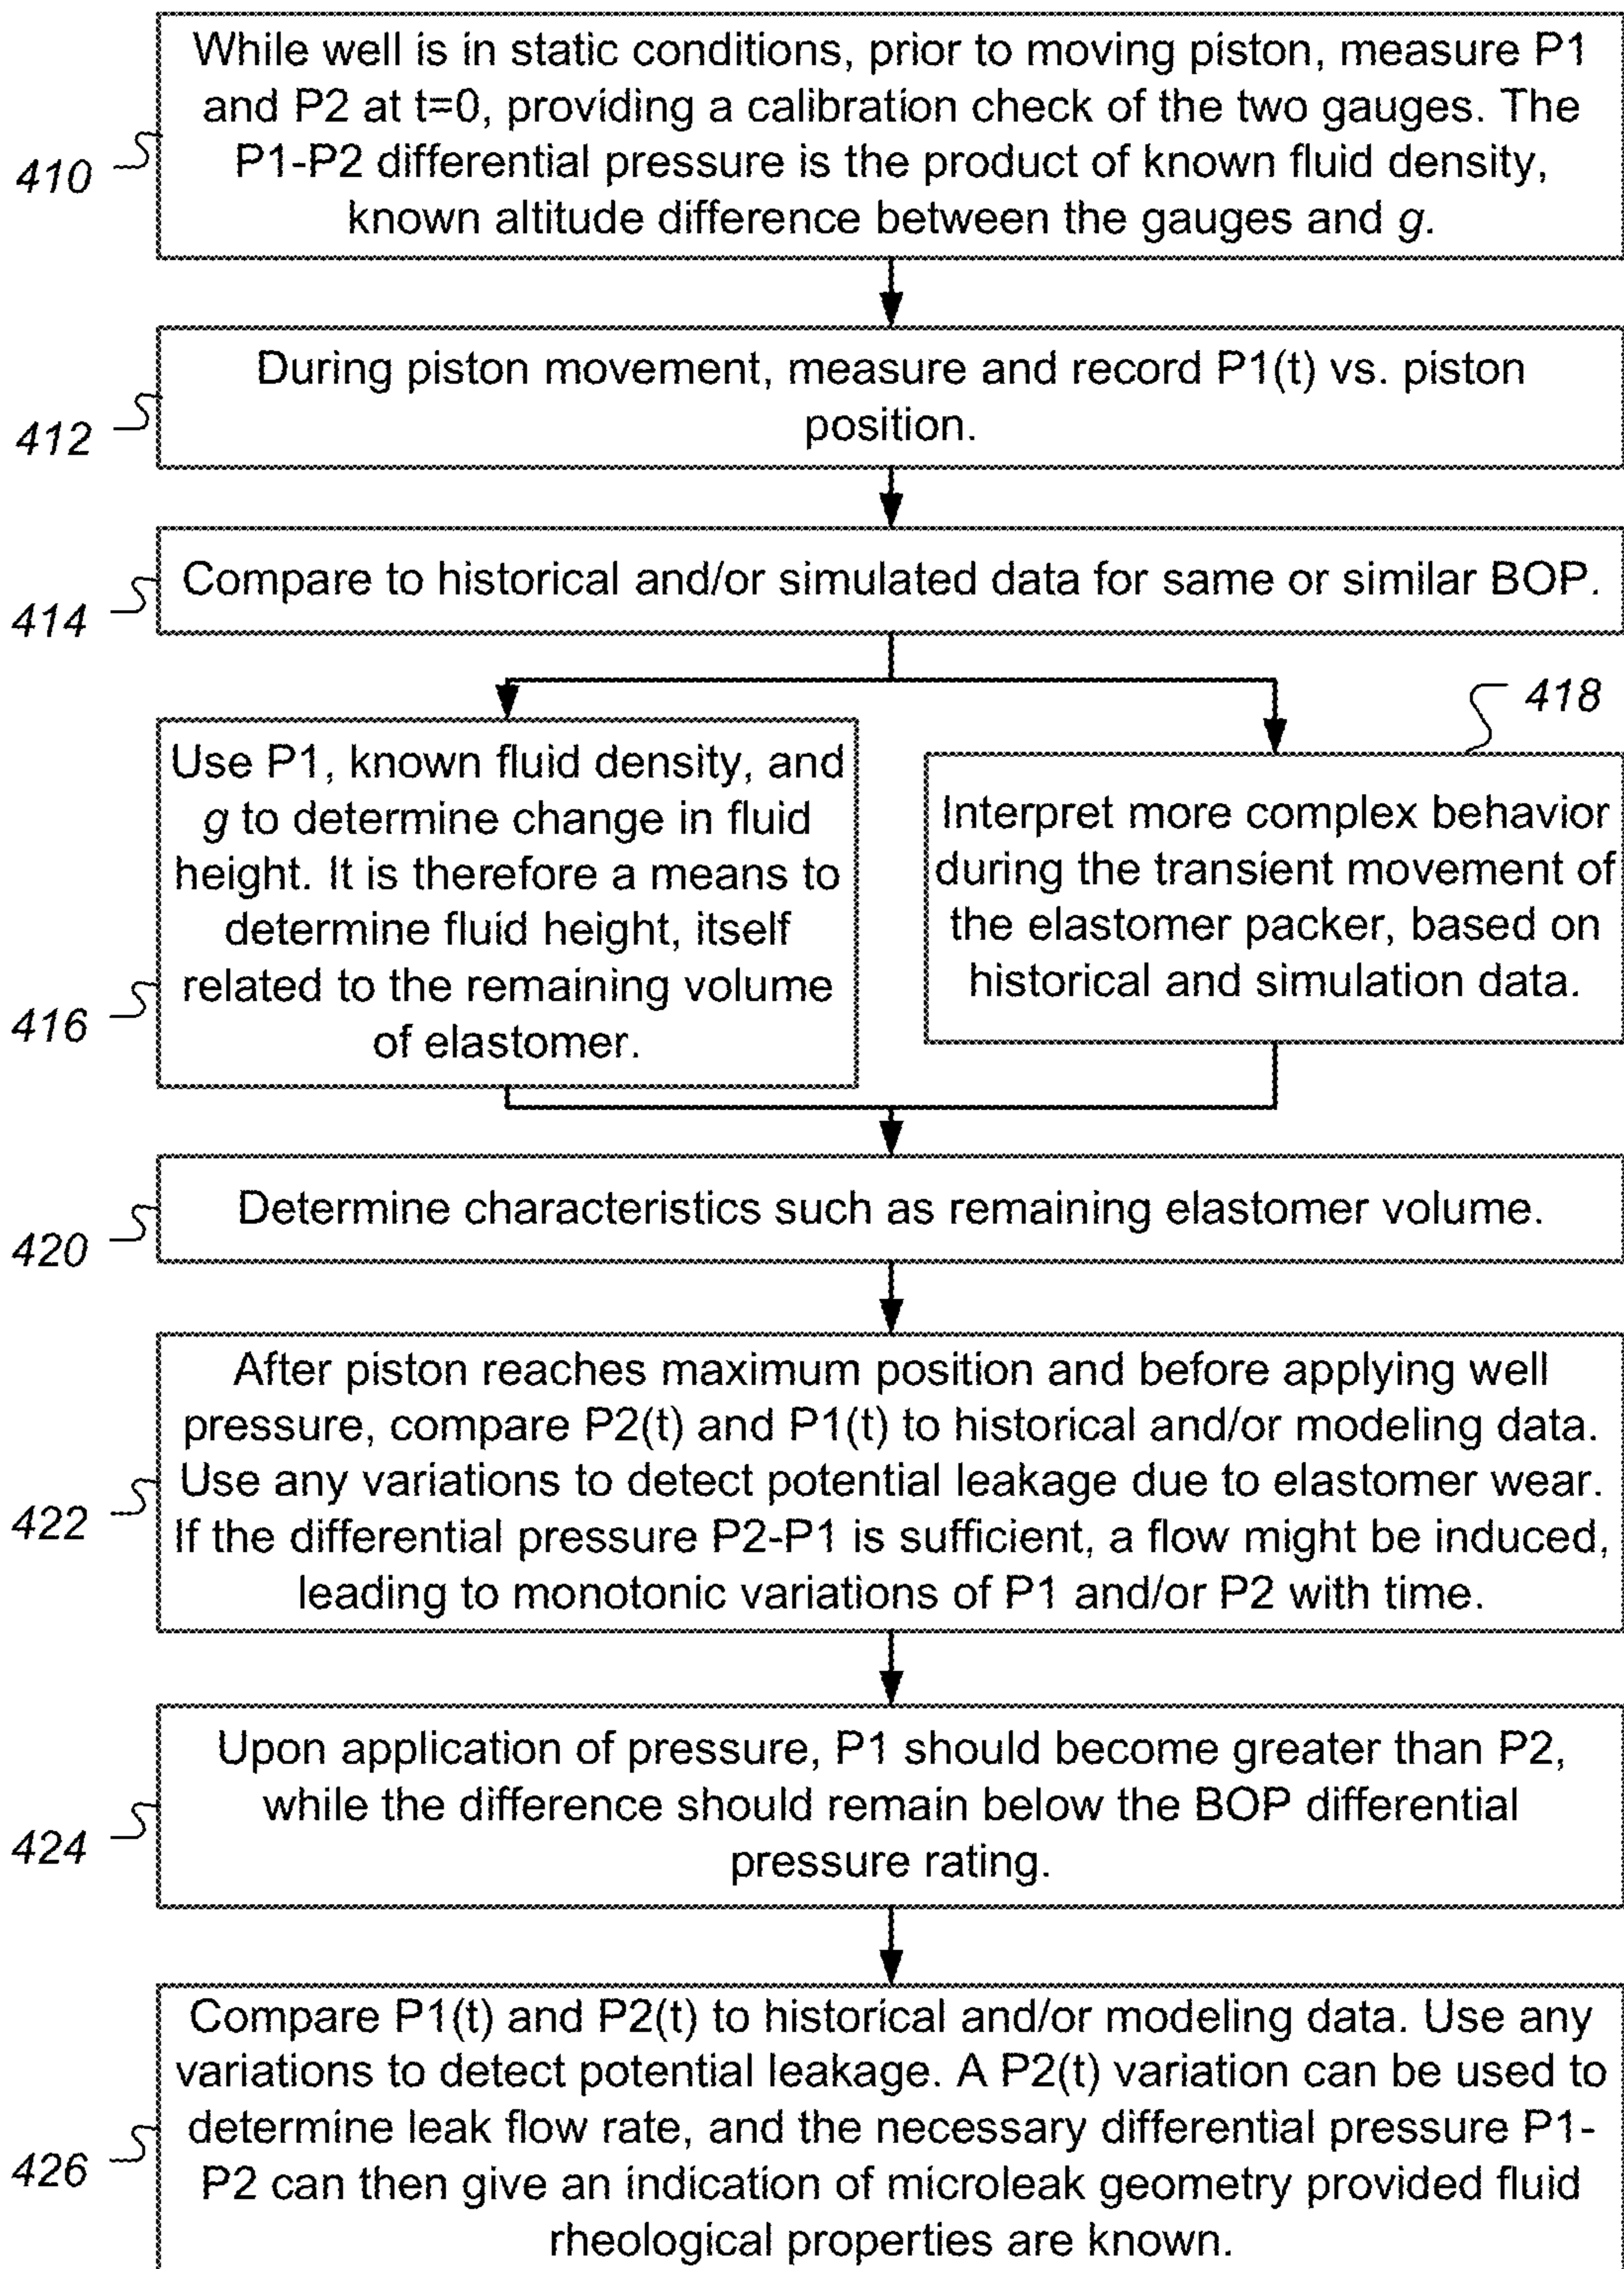 While well is in static conditions, prior to moving piston, measure P1
and P2 at t=0, providing a calibration check of the two gauges. The
P1-P2 differential pressure is the product of known fluid density,
known altitude difference between the gauges and g.
410
During piston movement, measure and record P1(t) vs. piston
position.
412
Compare to historical and/or simulated data for same or similar BOP.
414
Use P1, known fluid density, and
g to determine change in fluid
height. It is therefore a means to
determine fluid height, itself
related to the remaining volume
of elastomer.
416
418
Interpret more complex behavior
during the transient movement of
the elastomer packer, based on
historical and simulation data.
Determine characteristics such as remaining elastomer volume.
420
After piston reaches maximum position and before applying well
pressure, compare P2(t) and P1(t) to historical and/or modeling data.
Use any variations to detect potential leakage due to elastomer wear.
If the differential pressure P2-P1 is sufficient, a flow might be induced,
leading to monotonic variations of P1 and/or P2 with time.
422
Upon application of pressure, P1 should become greater than P2,
while the difference should remain below the BOP differential
pressure rating.
424
Compare P1(t) and P2(t) to historical and/or modeling data. Use any
variations to detect potential leakage. A P2(t) variation can be used to
determine leak flow rate, and the necessary differential pressure P1-
P2 can then give an indication of microleak geometry provided fluid
rheological properties are known.
426